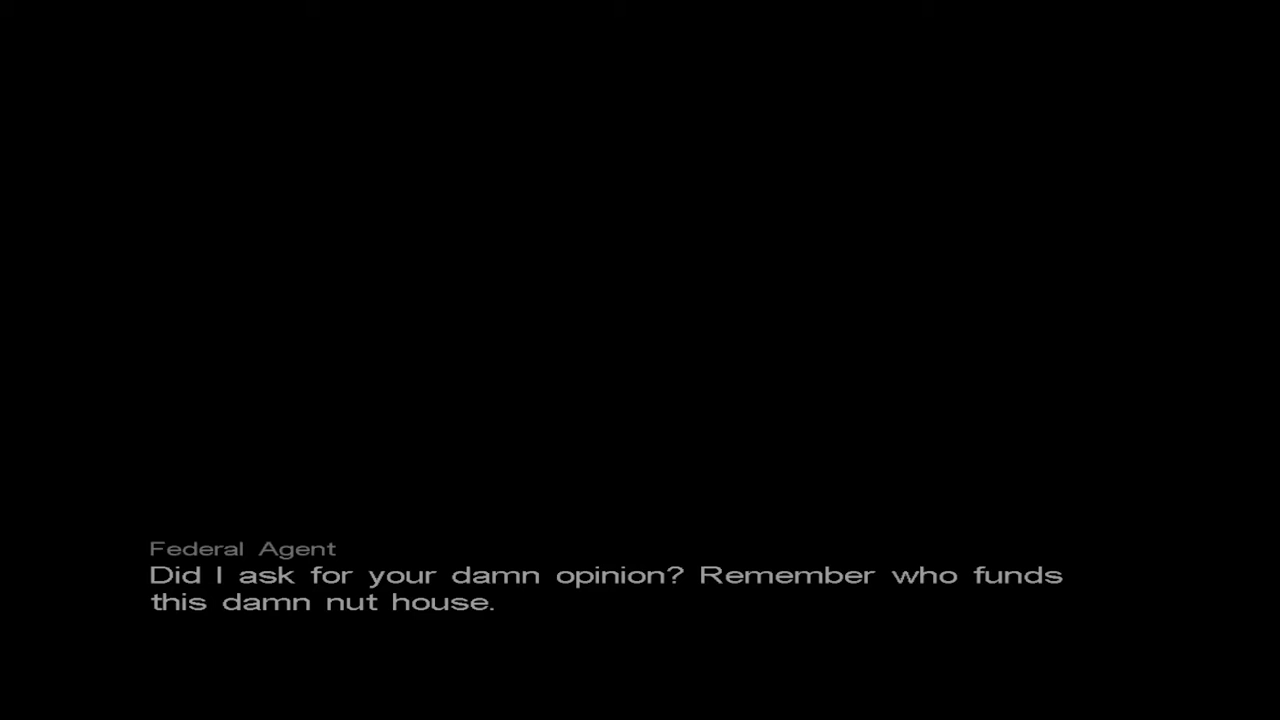 Federal Agent
Did I ask for your damn opinion? Remember who funds
this damn nut house.